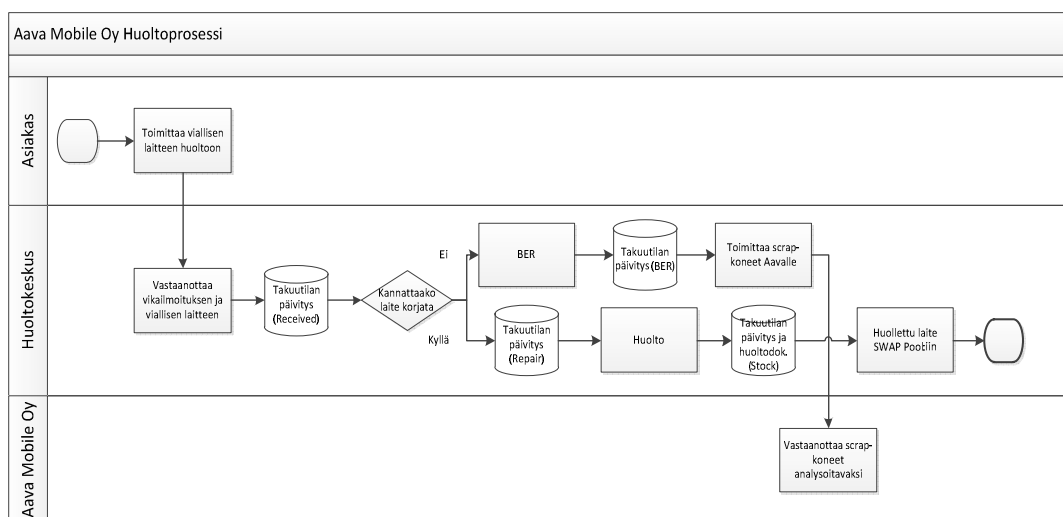 Aava Mobile Oy Huoltoprosessi
Asiakas
Toimittaa viallisen
laitteen huoltoon
Huoltokeskus
Vastaanottaa
vikailmoituksen ja
viallisen laitteen
Takuutilan
päivitys
(Received)
Kannattaako
laite korjata
Ei
BER
Takuutilan
päivitys (BER)
Toimittaa scrap-
koneet Aavalle
Kyllä
Takuutilan
päivitys
(Repair)
Huolto
Takuutilan
päivitys ja
huoltodok.
(Stock)
Huollettu laite
SWAP Pooliin
Aava Mobile Oy
Vastaanottaa scrap-
koneet
analysoitavaksi